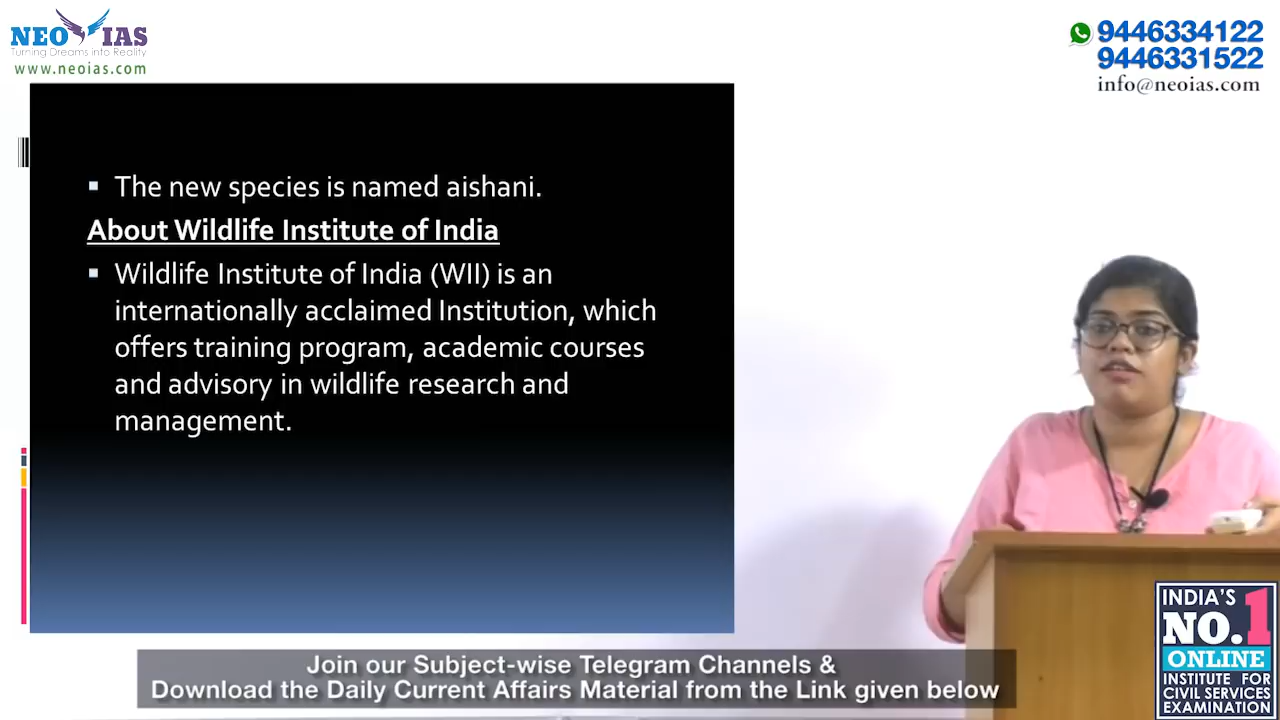 NEO IAS
Turning Dreams into Reality
www.neoias.com
9446334122
9446331522
info@neoias.com
▪ The new species is named aishani.
About Wildlife Institute of India
▪ Wildlife Institute of India (WII) is an
internationally acclaimed Institution, which
offers training program, academic courses
and advisory in wildlife research and
management.
INDIA'S
NO.1
ONLINE
INSTITUTE FOR
CIVIL SERVICES
EXAMINATION
Join our Subject-wise Telegram Channels &
Download the Daily Current Affairs Material from the Link given below